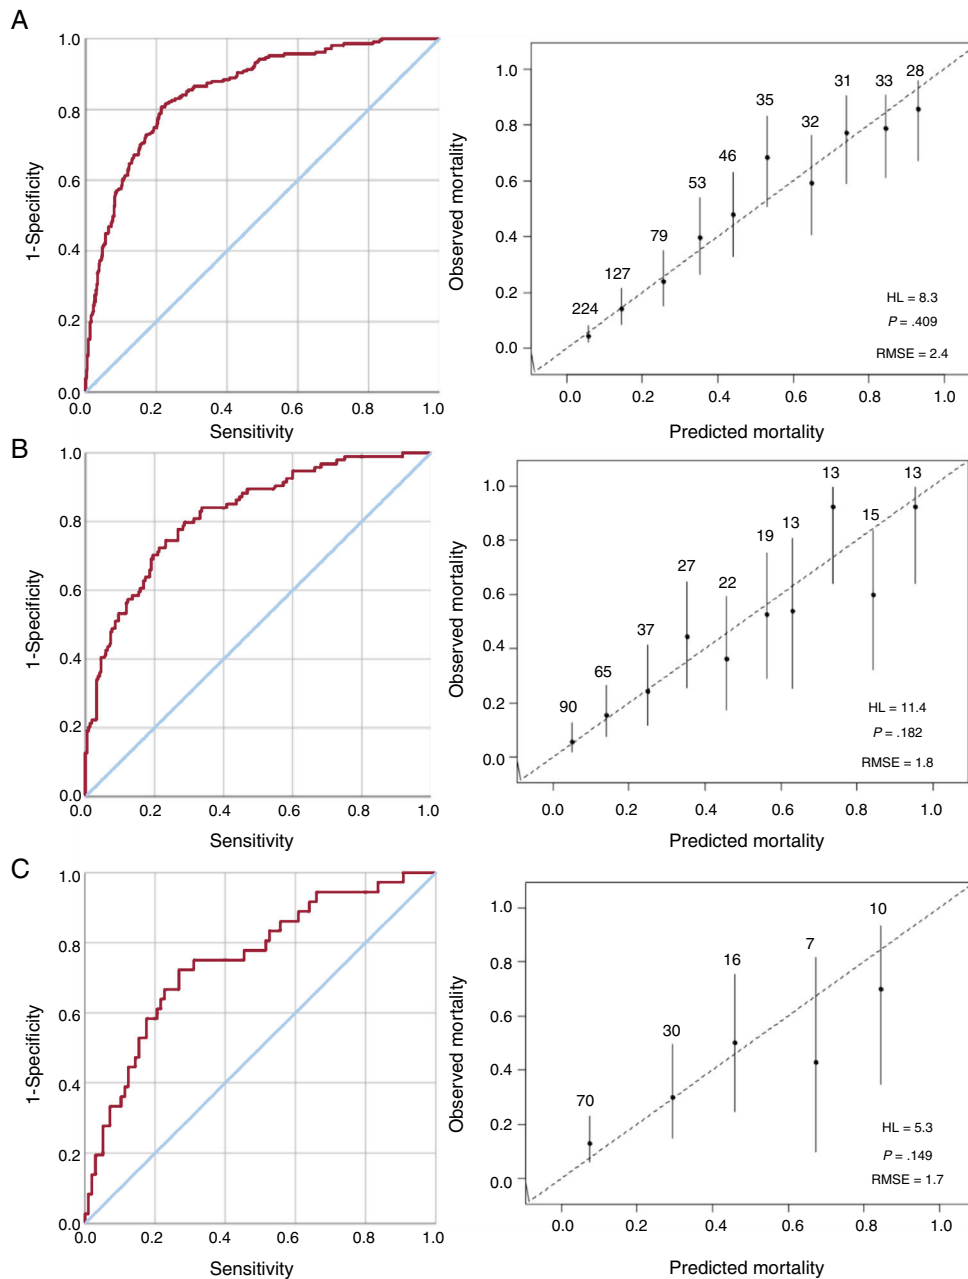 A
1.0
0.8
0.6
0.4
0.2
0.0
1-Specificity
0.0 0.2 0.4 0.6 0.8 1.0
Sensitivity
1.0
0.8
0.6
0.4
0.2
0.0
Observed mortality
224
127
79
53
46
35
32
31
33
28
HL = 8.3
P = .409
RMSE = 2.4
0.0 0.2 0.4 0.6 0.8 1.0
Predicted mortality
B
1.0
0.8
0.6
0.4
0.2
0.0
1-Specificity
0.0 0.2 0.4 0.6 0.8 1.0
Sensitivity
1.0
0.8
0.6
0.4
0.2
0.0
Observed mortality
90
65
37
27
22
19
13
13
15
13
HL = 11.4
P = .182
RMSE = 1.8
0.0 0.2 0.4 0.6 0.8 1.0
Predicted mortality
C
1.0
0.8
0.6
0.4
0.2
0.0
1-Specificity
0.0 0.2 0.4 0.6 0.8 1.0
Sensitivity
1.0
0.8
0.6
0.4
0.2
0.0
Observed mortality
70
30
16
7
10
HL = 5.3
P = .149
RMSE = 1.7
0.0 0.2 0.4 0.6 0.8 1.0
Predicted mortality